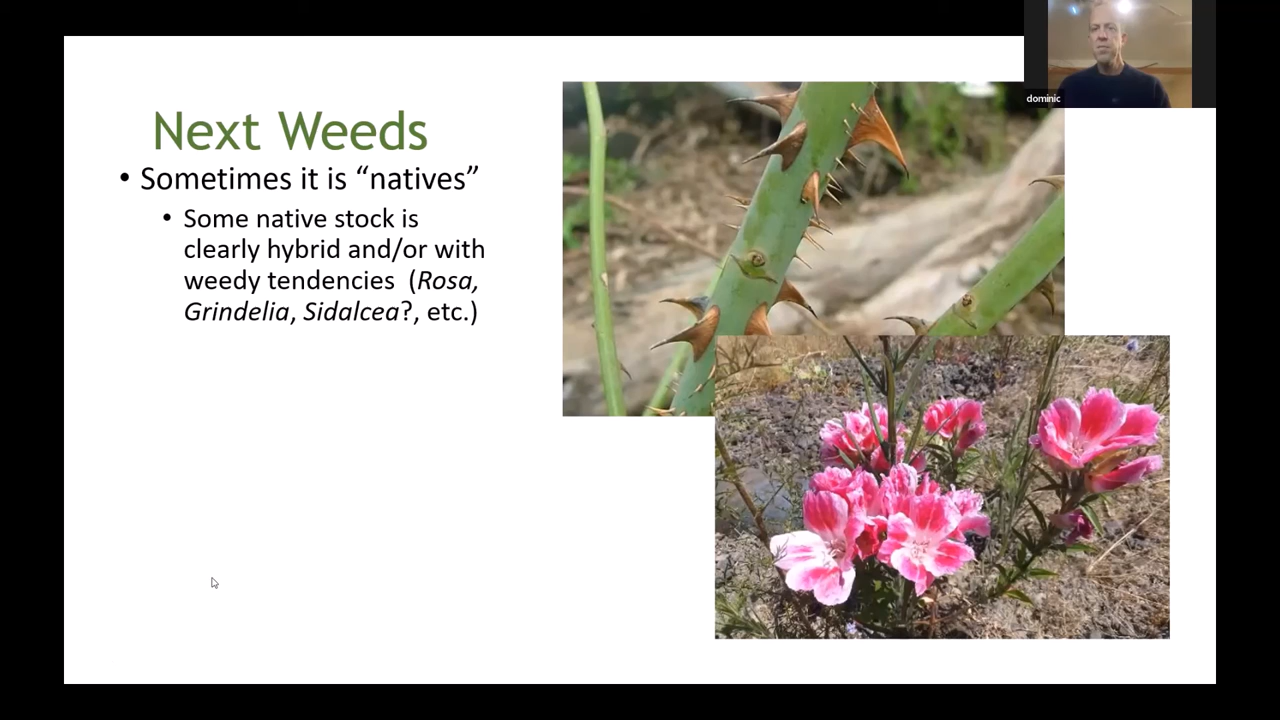 dominic
Next Weeds
• Sometimes it is “natives”
• Some native stock is
clearly hybrid and/or with
weedy tendencies (Rosa,
Grindelia, Sidalcea?, etc.)